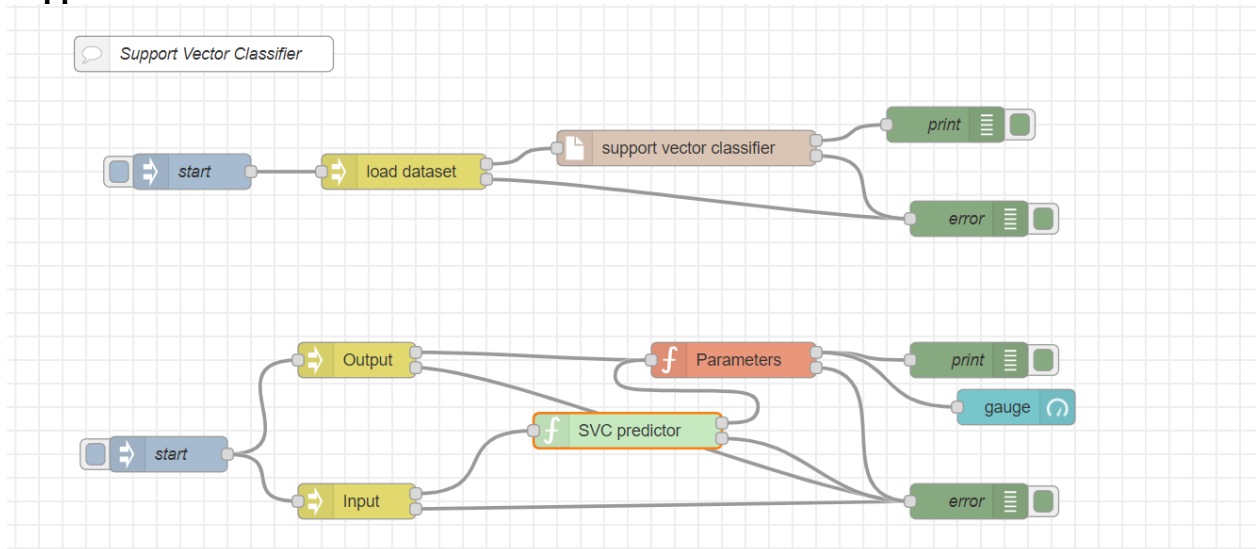 Support Vector Classifier
print
support vector classifier
start
load dataset
error
Output
Parameters
print
gauge
SVC predictor
start
Input
error